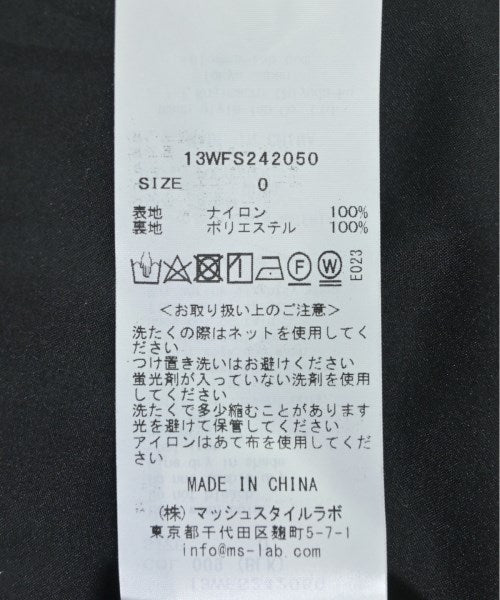 13WFS242050
SIZE 0
表地 ナイロン 100%
裏地 ポリエステル 100%
E023
＜お取り扱い上のご注意＞
洗たくの際はネットを使用してく
ださい
つけ置き洗いはお避けください
蛍光剤が入っていない洗剤を使用
してください
洗たくで多少縮むことがあります
光を避けて保管してください
アイロンはあて布を使用してくだ
さい
MADE IN CHINA
(株) マッシュスタイルラボ
東京都千代田区麹町5-7-1
info@ms-lab.com